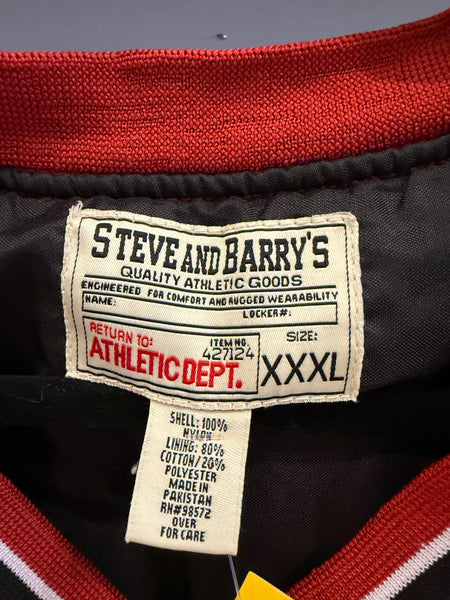 STEVE AND BARRY'S
QUALITY ATHLETIC GOODS
ENGINEERED FOR COMFORT AND RUGGED WEARABILITY
NAME: LOCKER#:
RETURN TO: ITEM NO. SIZE:
ATHLETIC DEPT. 427124 XXXL
SHELL: 100%
NYLON
LINING: 80%
COTTON/20%
POLYESTER
MADE IN
PAKISTAN
RN#98572
OVER
FOR CARE